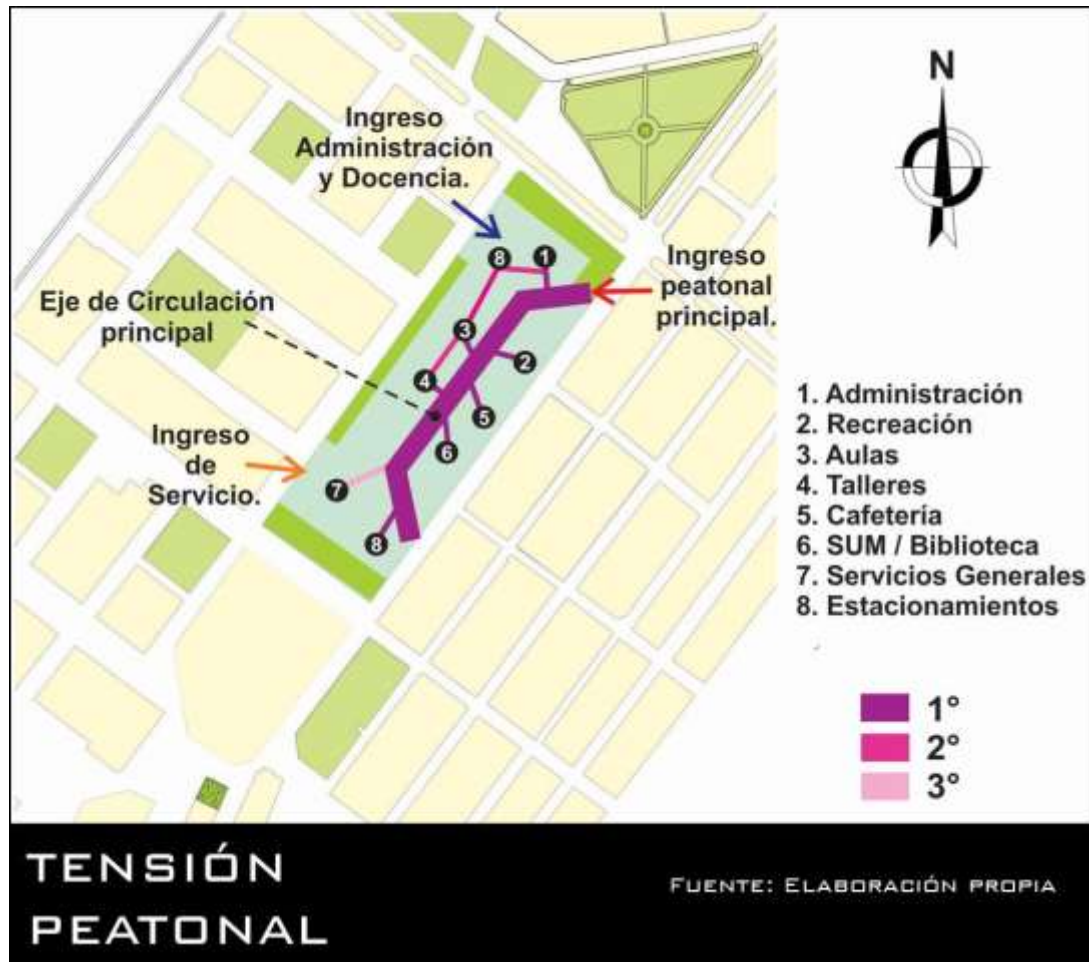 N
Ingreso
Administración
y Docencia.
8
1
Ingreso
peatonal
principal.
Eje de Circulación
principal
3
2
4
5
6
Ingreso
de
Servicio.
7
8
1. Administración
2. Recreación
3. Aulas
4. Talleres
5. Cafetería
6. SUM / Biblioteca
7. Servicios Generales
8. Estacionamientos
1°
2°
3°
TENSIÓN
PEATONAL
FUENTE: ELABORACIÓN PROPIA